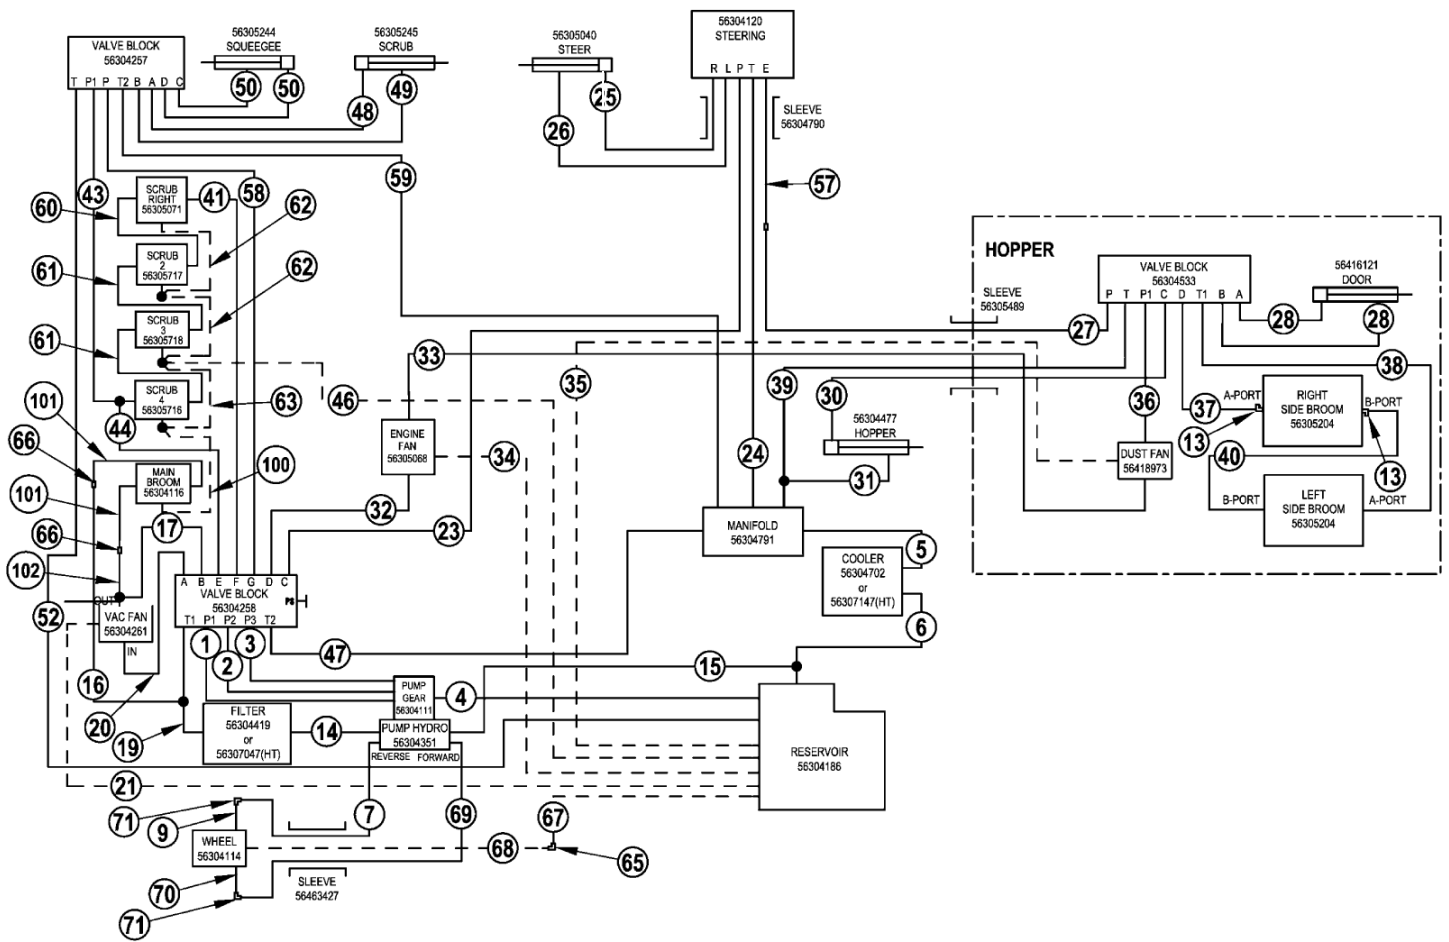 VALVE BLOCK
56304257
T P1 P T2 B A D C
56305244
SQUEEGEE
50
50
56305245
SCRUB
48
49
56305040
STEER
25
26
56304120
STEERING
R L P T E
SLEEVE
56304790
57
59
43
58
41
60
SCRUB
RIGHT
56305071
62
61
SCRUB
2
56305717
62
61
SCRUB
3
56305718
63
SCRUB
4
56305716
44
46
101
66
101
66
102
MAIN
BROOM
56304116
100
17
52
OUT
VAC FAN
56304261
IN
16
20
19
A B E F G D C
VALVE BLOCK
56304258
PS
T1 P1 P2 P3 T2
1
2
3
47
33
ENGINE
FAN
56305068
34
32
23
35
39
30
56304477
HOPPER
31
24
MANIFOLD
56304791
5
COOLER
56304702
or
56307147(HT)
6
15
PUMP
GEAR
56304111
4
FILTER
56304419
or
56307047(HT)
14
PUMP HYDRO
56304351
REVERSE FORWARD
RESERVOIR
56304186
21
7
69
71
9
WHEEL
56304114
70
71
SLEEVE
56463427
68
67
65
HOPPER
SLEEVE
56305489
27
VALVE BLOCK
56304533
P T P1 C D T1 B A
56416121
DOOR
28
28
38
36
37
A-PORT
RIGHT
SIDE BROOM
56305204
B-PORT
13
13
40
DUST FAN
56418973
B-PORT
LEFT
SIDE BROOM
56305204
A-PORT